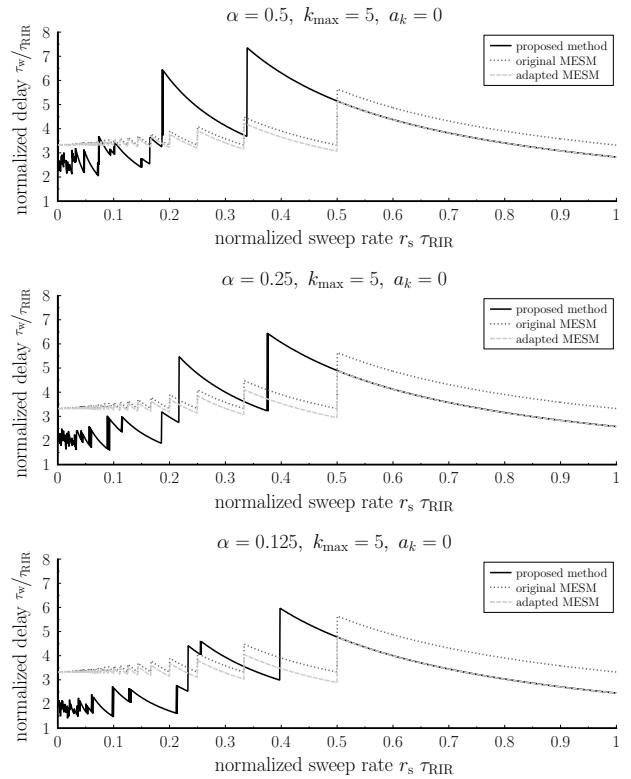 α = 0.5, k_max = 5, a_k = 0
normalized delay τ_w/τ_RIR
8
7
6
5
4
3
2
1
proposed method
original MESM
adapted MESM
0 0.1 0.2 0.3 0.4 0.5 0.6 0.7 0.8 0.9 1
normalized sweep rate r_s τ_RIR
α = 0.25, k_max = 5, a_k = 0
normalized delay τ_w/τ_RIR
8
7
6
5
4
3
2
1
proposed method
original MESM
adapted MESM
0 0.1 0.2 0.3 0.4 0.5 0.6 0.7 0.8 0.9 1
normalized sweep rate r_s τ_RIR
α = 0.125, k_max = 5, a_k = 0
normalized delay τ_w/τ_RIR
8
7
6
5
4
3
2
1
proposed method
original MESM
adapted MESM
0 0.1 0.2 0.3 0.4 0.5 0.6 0.7 0.8 0.9 1
normalized sweep rate r_s τ_RIR